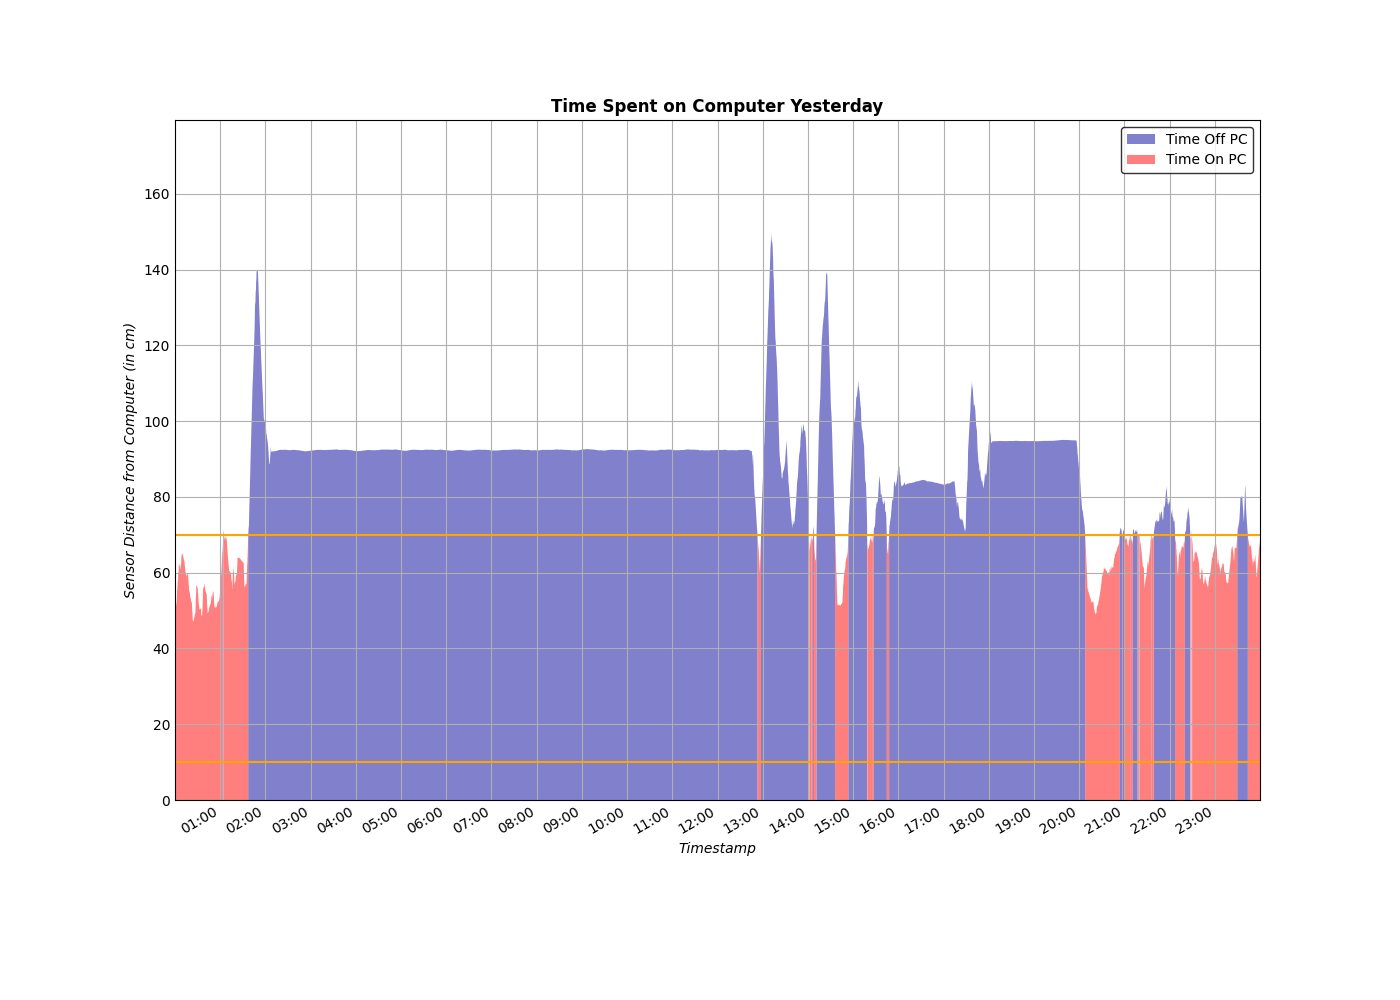 Time Spent on Computer Yesterday
Time Off PC
Time On PC
Sensor Distance from Computer (in cm)
160
140
120
100
80
60
40
20
0
01:00 02:00 03:00 04:00 05:00 06:00 07:00 08:00 09:00 10:00 11:00 12:00 13:00 14:00 15:00 16:00 17:00 18:00 19:00 20:00 21:00 22:00 23:00
Timestamp